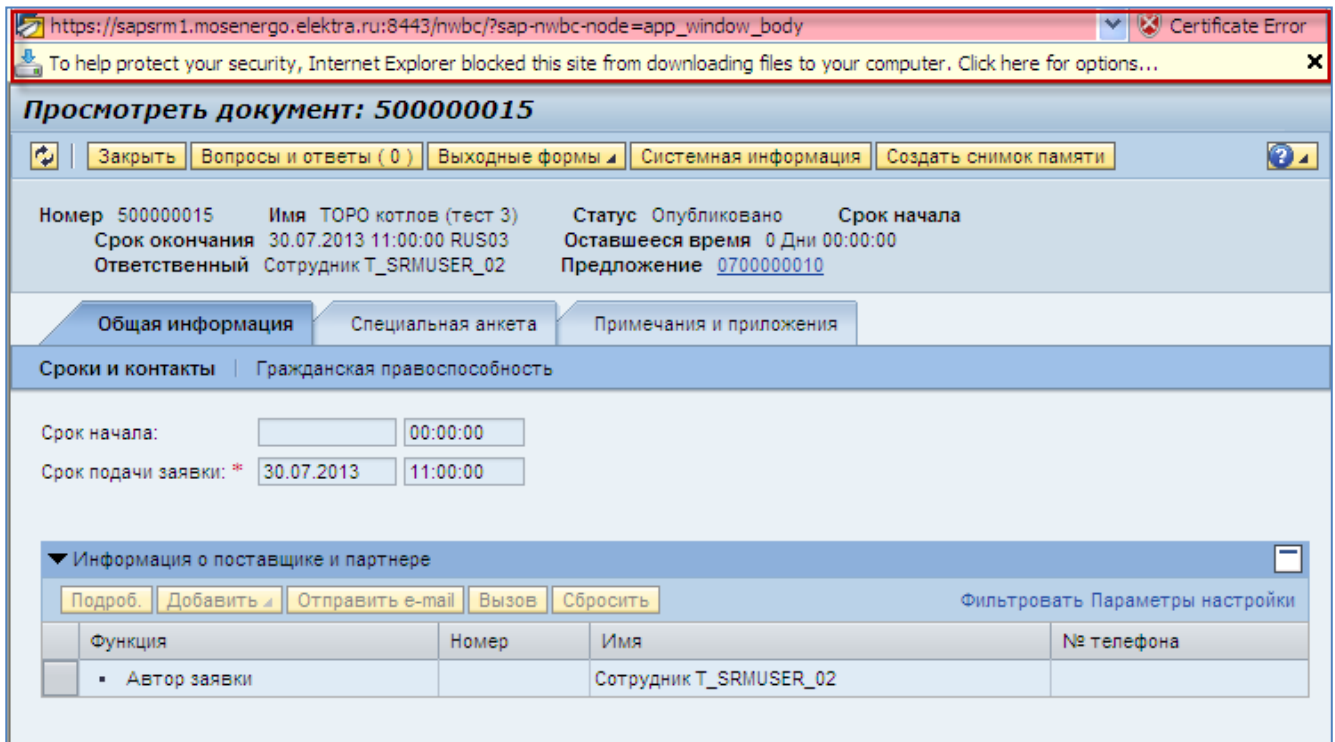 https://sapsrm1.mosenergo.elektra.ru:8443/nwbc/?sap-nwbc-node=app_window_body Certificate Error
To help protect your security, Internet Explorer blocked this site from downloading files to your computer. Click here for options...
Просмотреть документ: 500000015
Закрыть Вопросы и ответы ( 0 ) Выходные формы Системная информация Создать снимок памяти
Номер 500000015 Имя ТОРО котлов (тест 3) Статус Опубликовано Срок начала
Срок окончания 30.07.2013 11:00:00 RUS03 Оставшееся время 0 Дни 00:00:00
Ответственный Сотрудник T_SRMUSER_02 Предложение 0700000010
Общая информация Специальная анкета Примечания и приложения
Сроки и контакты | Гражданская правоспособность
Срок начала: 00:00:00
Срок подачи заявки: * 30.07.2013 11:00:00
Информация о поставщике и партнере
Подроб. Добавить Отправить e-mail Вызов Сбросить Фильтровать Параметры настройки
Функция Номер Имя № телефона
▪ Автор заявки Сотрудник T_SRMUSER_02